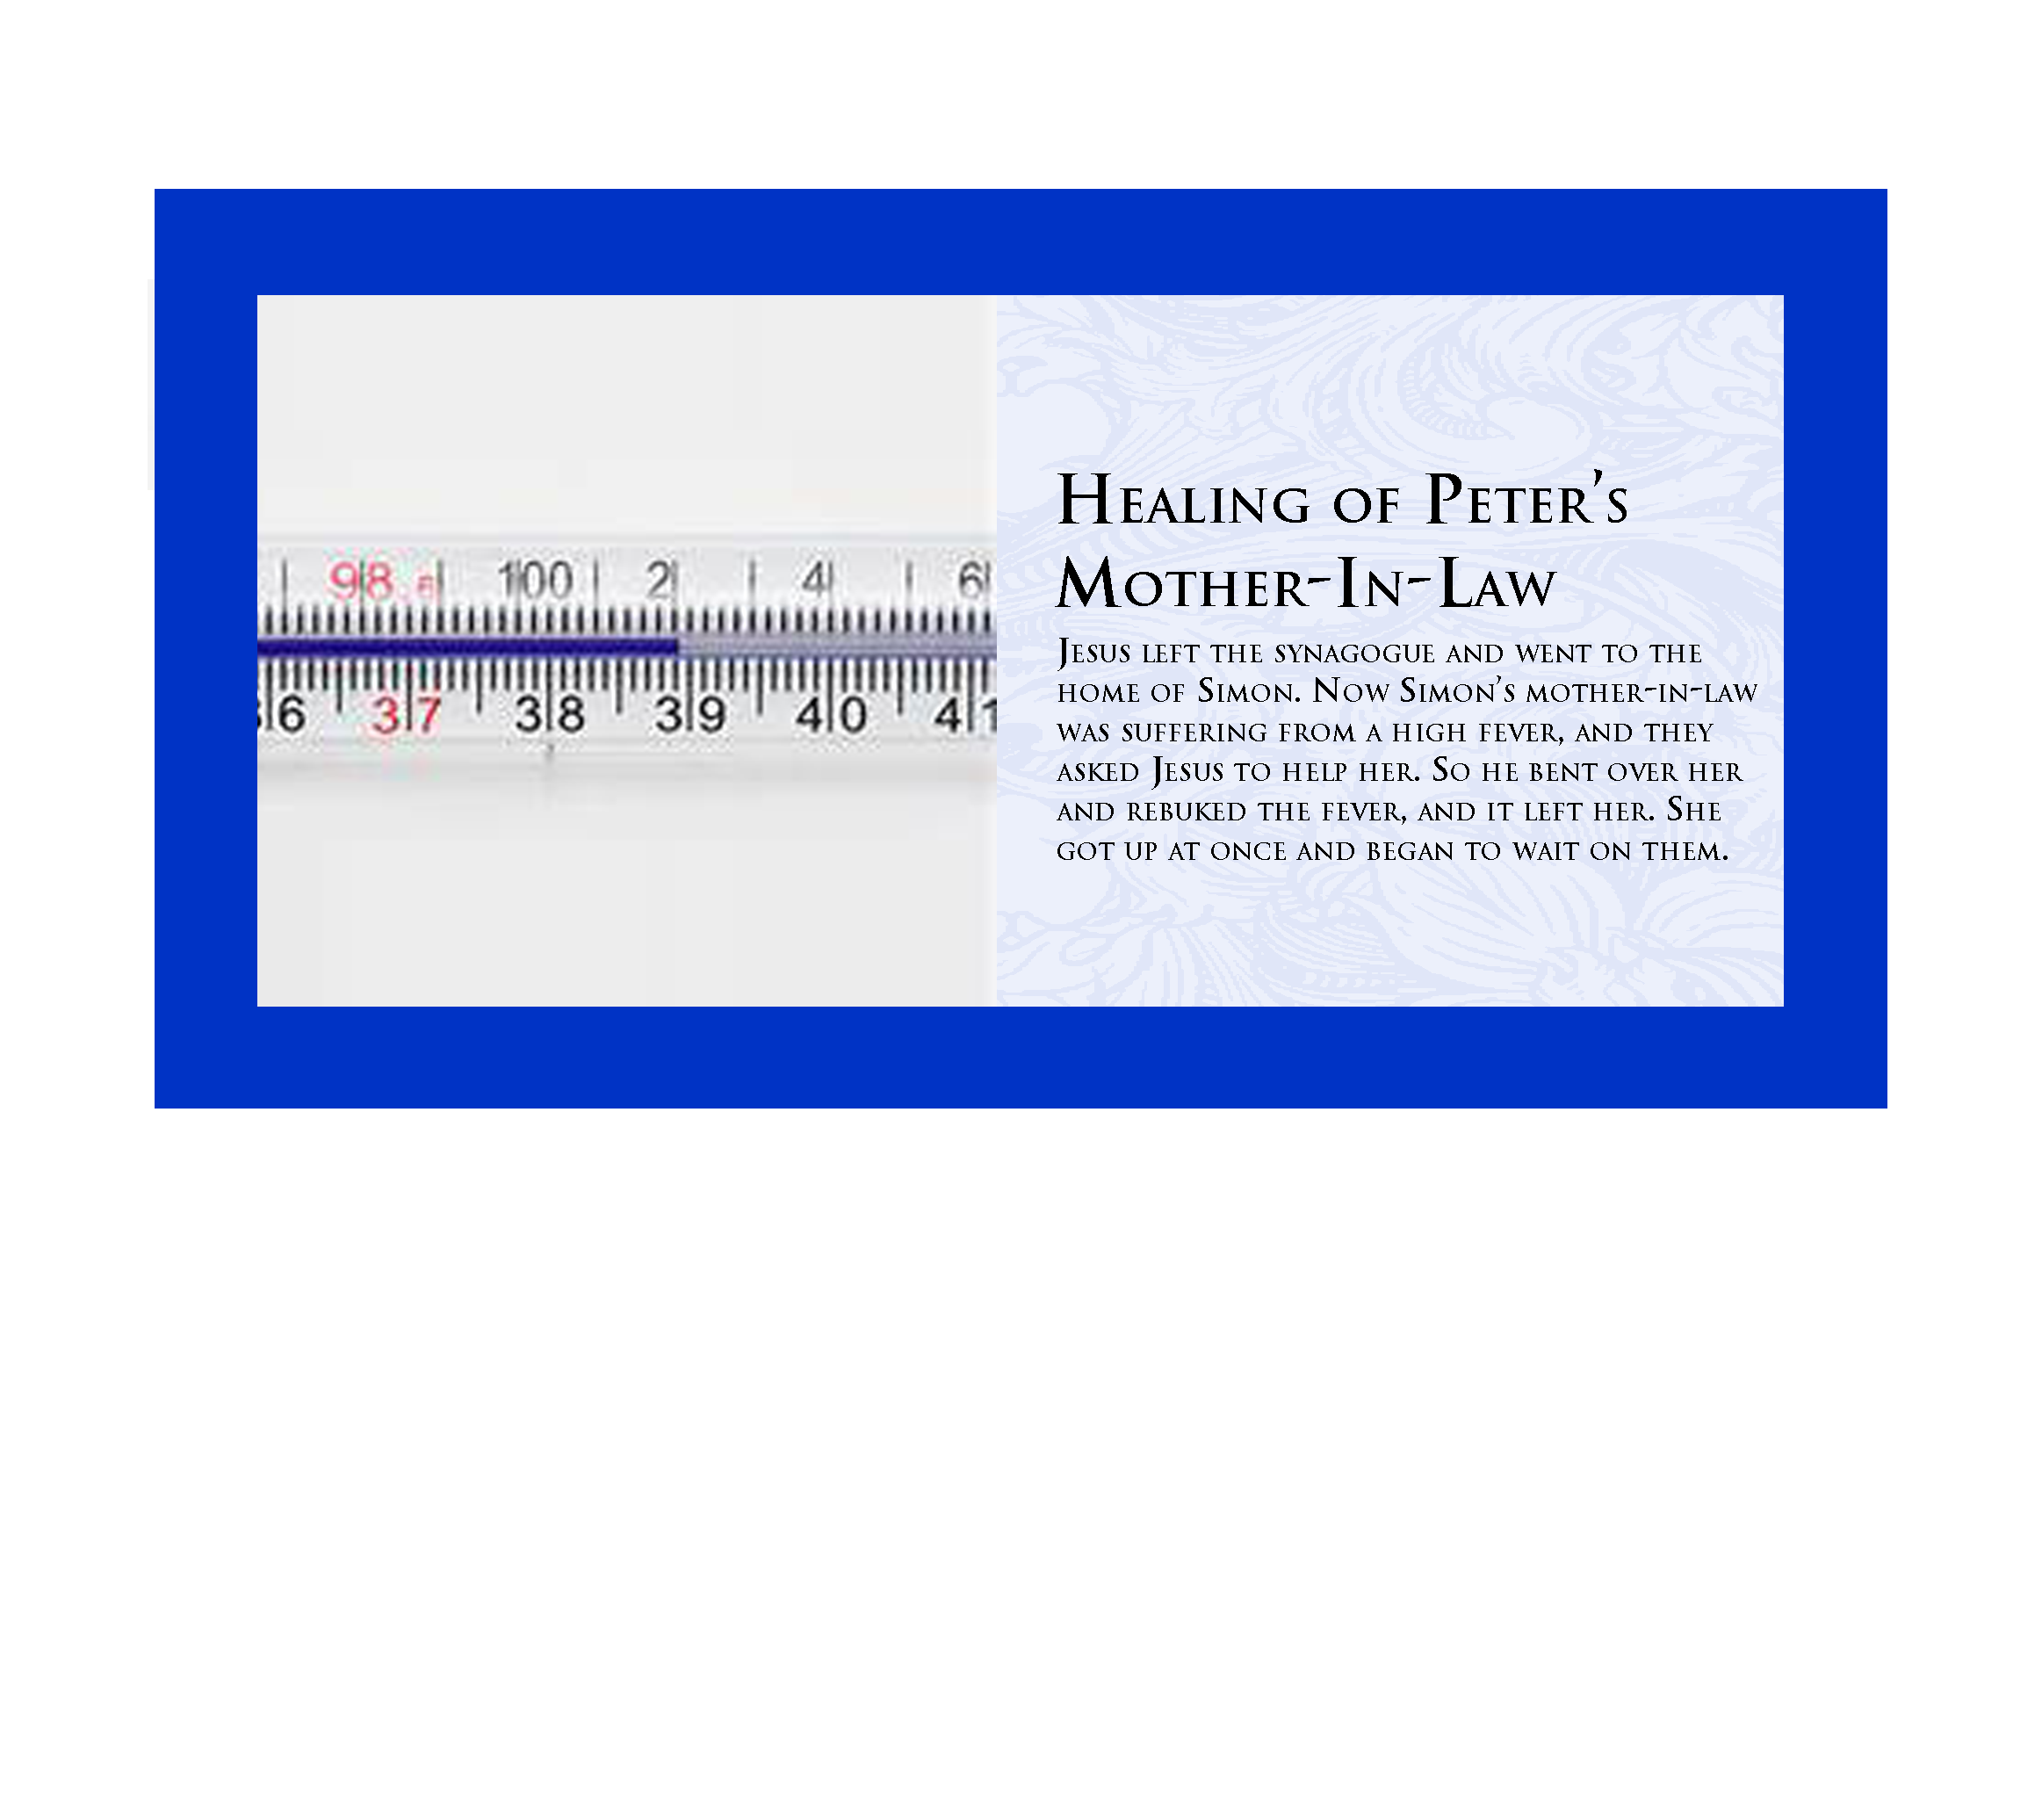 98.6 100 2 4 6
36 37 38 39 40 41
Healing of Peter's
Mother-In-Law
Jesus left the synagogue and went to the
home of Simon. Now Simon's mother-in-law
was suffering from a high fever, and they
asked Jesus to help her. So he bent over her
and rebuked the fever, and it left her. She
got up at once and began to wait on them.